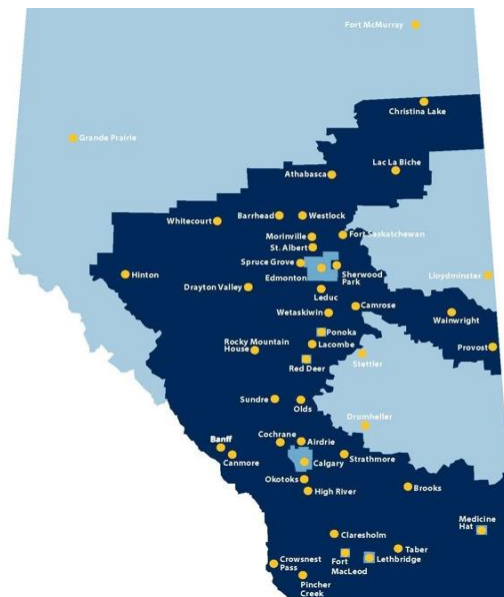 Fort McMurray
Christina Lake
Grande Prairie
Lac La Biche
Athabasca
Barrhead
Westlock
Whitecourt
Morinville
Fort Saskatchewan
St. Albert
Spruce Grove
Sherwood
Park
Edmonton
Hinton
Lloydminster
Drayton Valley
Leduc
Camrose
Wetaskiwin
Wainwright
Ponoka
Rocky Mountain
House
Lacombe
Provost
Red Deer
Stettler
Sundre
Olds
Drumheller
Cochrane
Airdrie
Banff
Canmore
Calgary
Strathmore
Okotoks
High River
Brooks
Medicine
Hat
Claresholm
Taber
Fort
MacLeod
Lethbridge
Crowsnest
Pass
Pincher
Creek